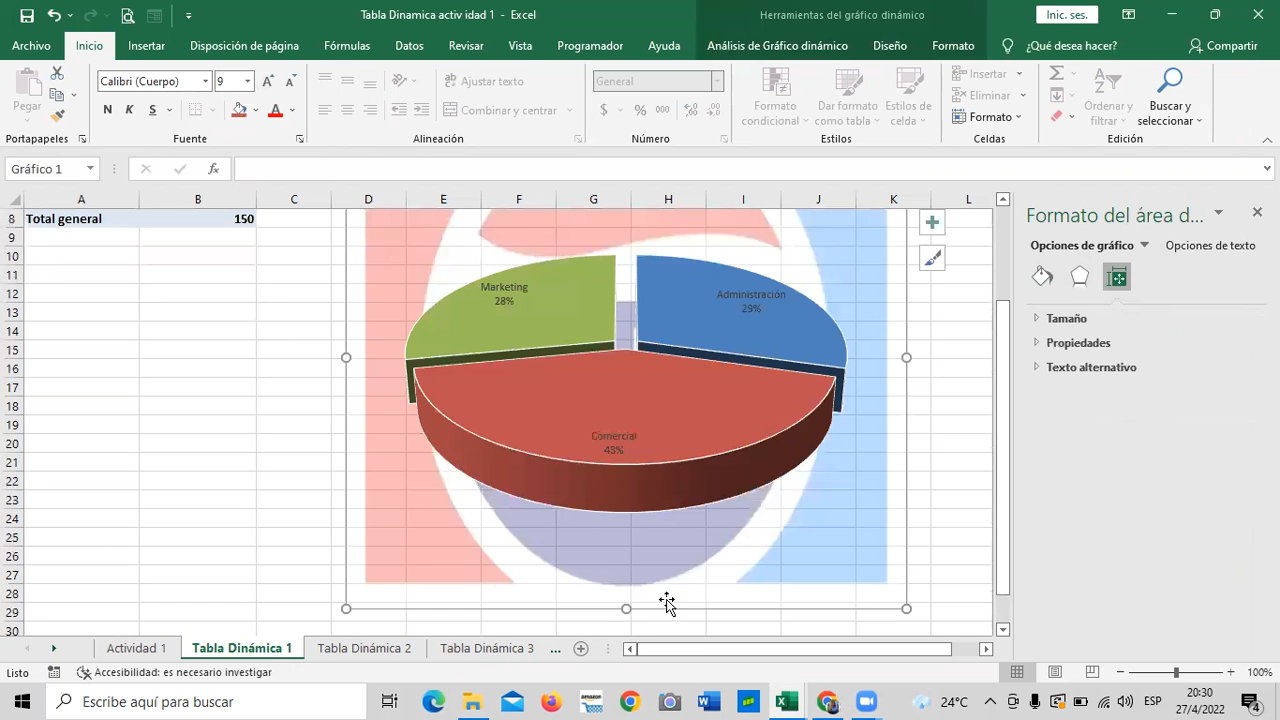 Tabla Dinamica activ idad 1 - Excel
Herramientas del gráfico dinámico
Inic. ses.
Archivo Inicio Insertar Disposición de página Fórmulas Datos Revisar Vista Programador Ayuda Análisis de Gráfico dinámico Diseño Formato ¿Qué desea hacer? Compartir
Pegar
Calibri (Cuerpo) 9
N K S
Ajustar texto
Combinar y centrar
General
$ % 000
Formato condicional
Dar formato como tabla
Estilos de celda
Insertar
Eliminar
Formato
Ordenar y filtrar
Buscar y seleccionar
Portapapeles Fuente Alineación Número Estilos Celdas Edición
Gráfico 1
fx
A B C D E F G H I J K L
8 Total general 150
9
10
11
12
13
14
15
16
17
18
19
20
21
22
23
24
25
26
27
28
29
30
Marketing
28%
Administración
29%
Comercial
43%
Formato del área d...
Opciones de gráfico Opciones de texto
Tamaño
Propiedades
Texto alternativo
Actividad 1 Tabla Dinámica 1 Tabla Dinámica 2 Tabla Dinámica 3 ...
Listo Accesibilidad: es necesario investigar 100%
Escribe aquí para buscar
amazon
24°C
ESP
20:30
27/4/2022
4